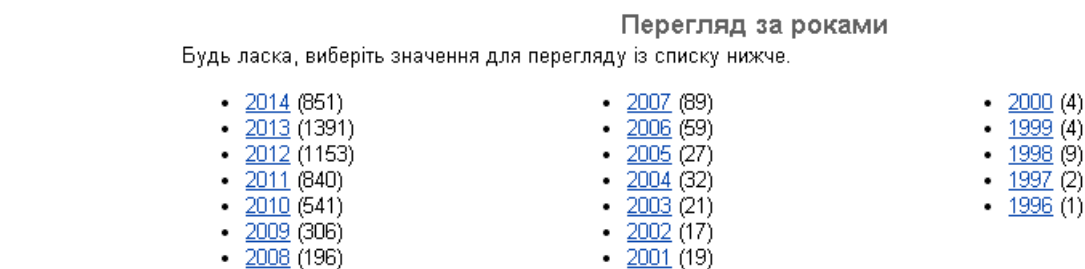 Перегляд за роками
Будь ласка, виберіть значення для перегляду із списку нижче.
• 2014 (851)
• 2013 (1391)
• 2012 (1153)
• 2011 (840)
• 2010 (541)
• 2009 (306)
• 2008 (196)
• 2007 (89)
• 2006 (59)
• 2005 (27)
• 2004 (32)
• 2003 (21)
• 2002 (17)
• 2001 (19)
• 2000 (4)
• 1999 (4)
• 1998 (9)
• 1997 (2)
• 1996 (1)